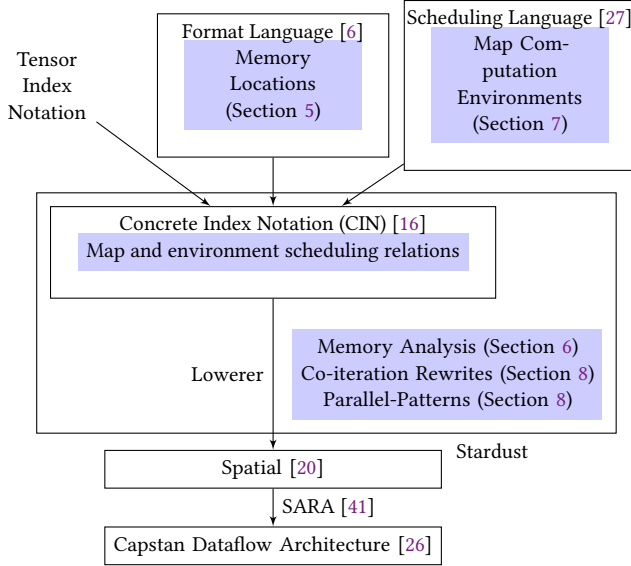 Tensor
Index
Notation
Format Language [6]
Memory
Locations
(Section 5)
Scheduling Language [27]
Map Com-
putation
Environments
(Section 7)
Concrete Index Notation (CIN) [16]
Map and environment scheduling relations
Lowerer
Memory Analysis (Section 6)
Co-iteration Rewrites (Section 8)
Parallel-Patterns (Section 8)
Stardust
Spatial [20]
SARA [41]
Capstan Dataflow Architecture [26]